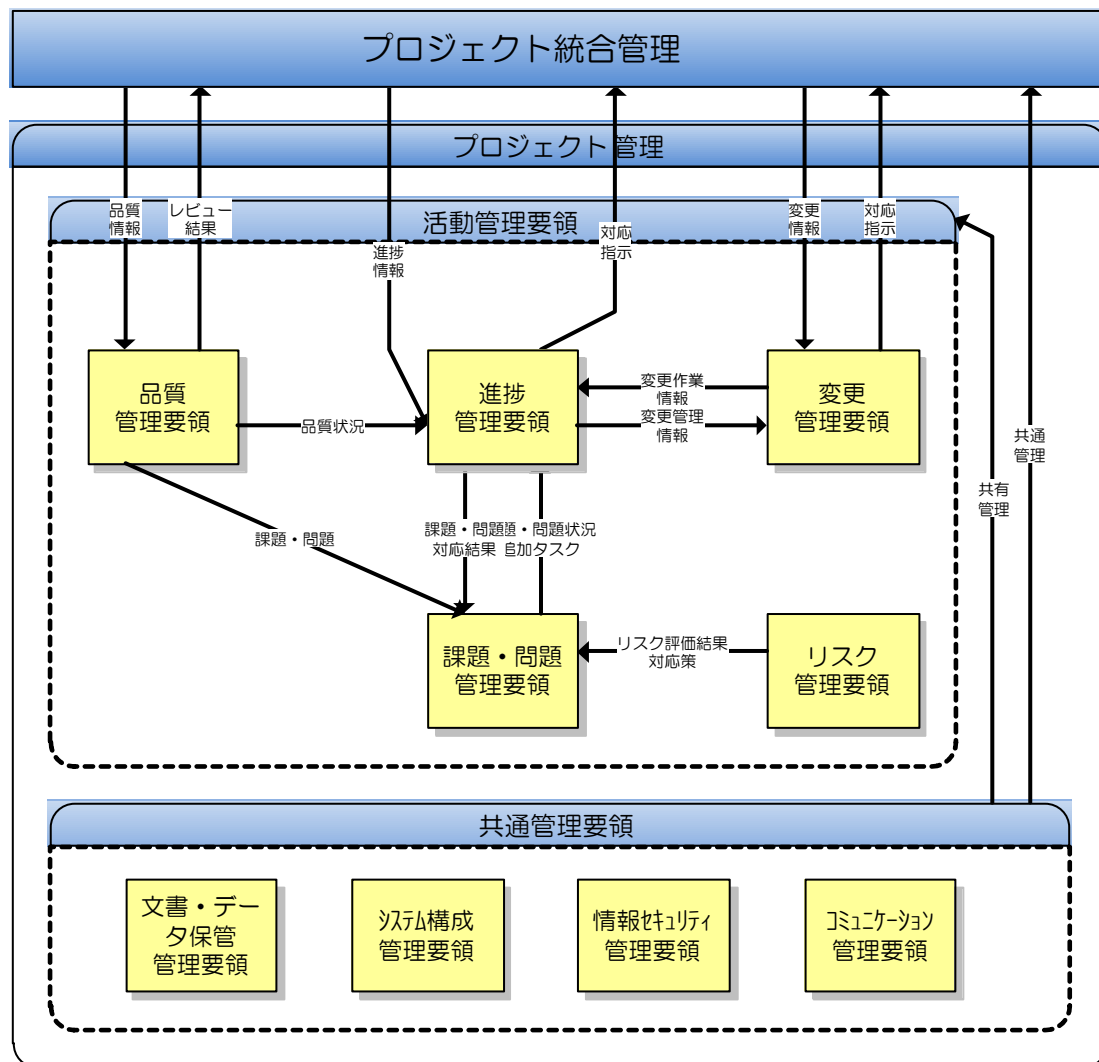 プロジェクト統合管理
プロジェクト管理
活動管理要領
品質
情報
レビュー
結果
進捗
情報
対応
指示
変更
情報
対応
指示
品質
管理要領
進捗
管理要領
変更
管理要領
変更作業
情報
変更管理
情報
品質状況
共通
管理
共有
管理
課題・問題
課題・問題
対応結果
・問題状況
追加タスク
課題・問題
管理要領
リスク評価結果
対応策
リスク
管理要領
共通管理要領
文書・デー
タ保管
管理要領
システム構成
管理要領
情報セキュリティ
管理要領
コミュニケーション
管理要領